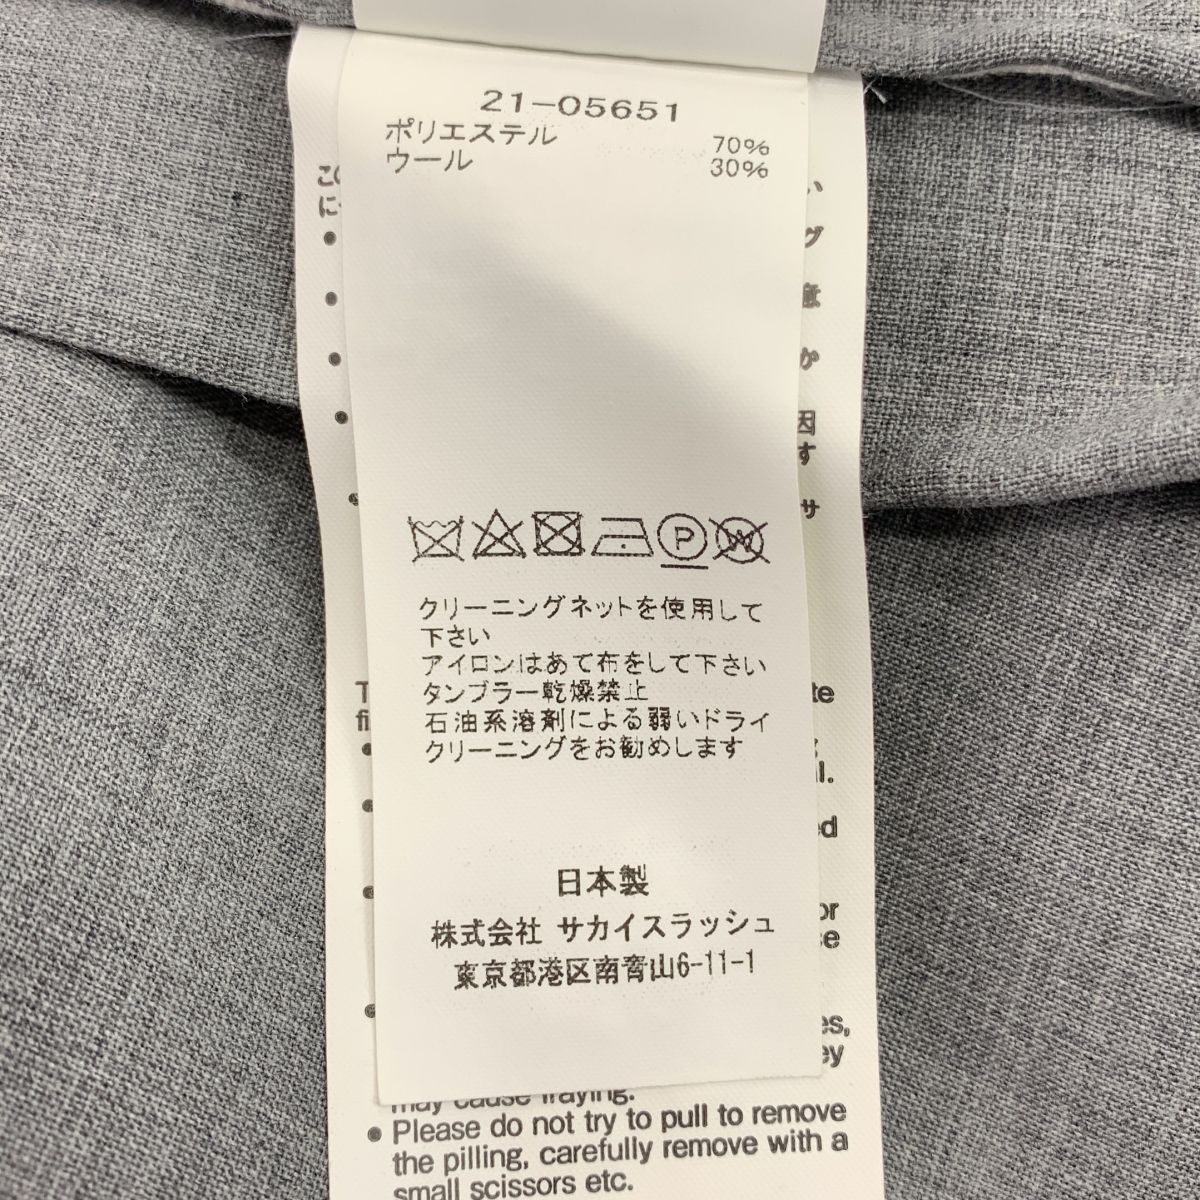 21-05651
ポリエステル 70%
ウール 30%
P
W
クリーニングネットを使用して
下さい
アイロンはあて布をして下さい
タンブラー乾燥禁止
石油系溶剤による弱いドライ
クリーニングをお勧めします
日本製
株式会社 サカイスラッシュ
東京都港区南青山6-11-1
may cause fraying.
• Please do not try to pull to remove
the pilling, carefully remove with a
small scissors etc.